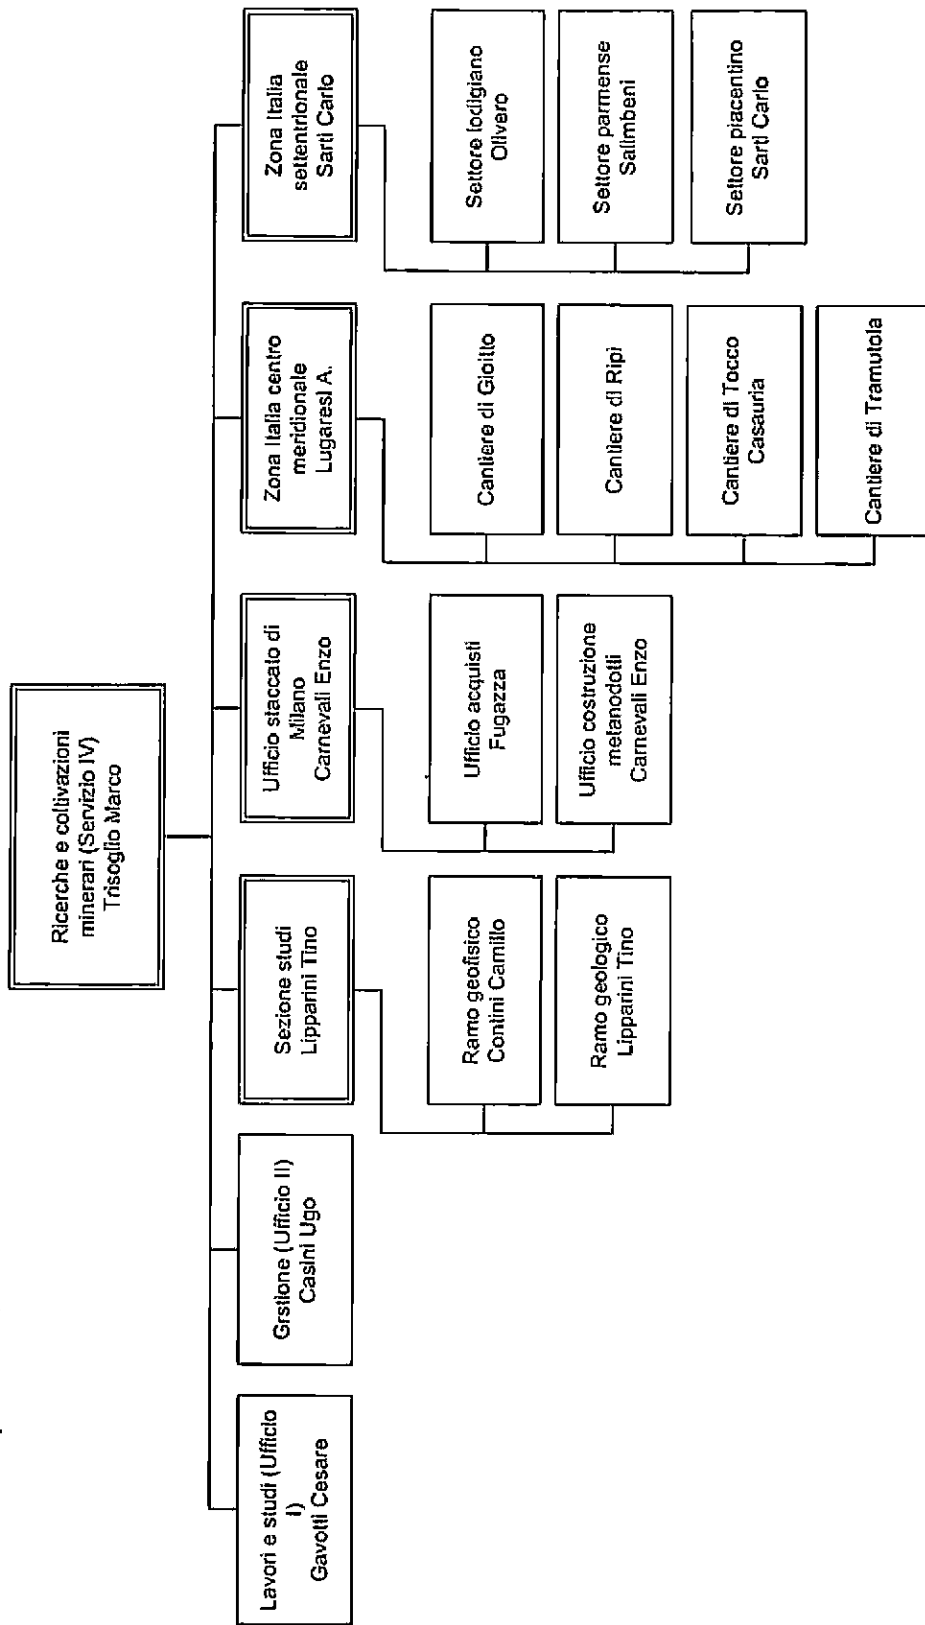 Ricerche e coltivazioni
minerari (Servizio IV)
Trisoglio Marco
Lavori e studi (Ufficio
I)
Gavotti Cesare
Grstione (Ufficio II)
Casini Ugo
Sezione studi
Lipparini Tino
Ufficio staccato di
Milano
Carnevali Enzo
Zona Italia centro
meridionale
Lugaresi A.
Zona Italia
settentrionale
Sarti Carlo
Ramo geofisico
Contini Camillo
Ramo geologico
Lipparini Tino
Ufficio acquisti
Fugazza
Ufficio costruzione
metanodotti
Carnevali Enzo
Cantiere di Gioitto
Cantiere di Ripi
Cantiere di Tocco
Casauria
Cantiere di Tramutola
Settore lodigiano
Olivero
Settore parmense
Salimbeni
Settore piacentino
Sarti Carlo